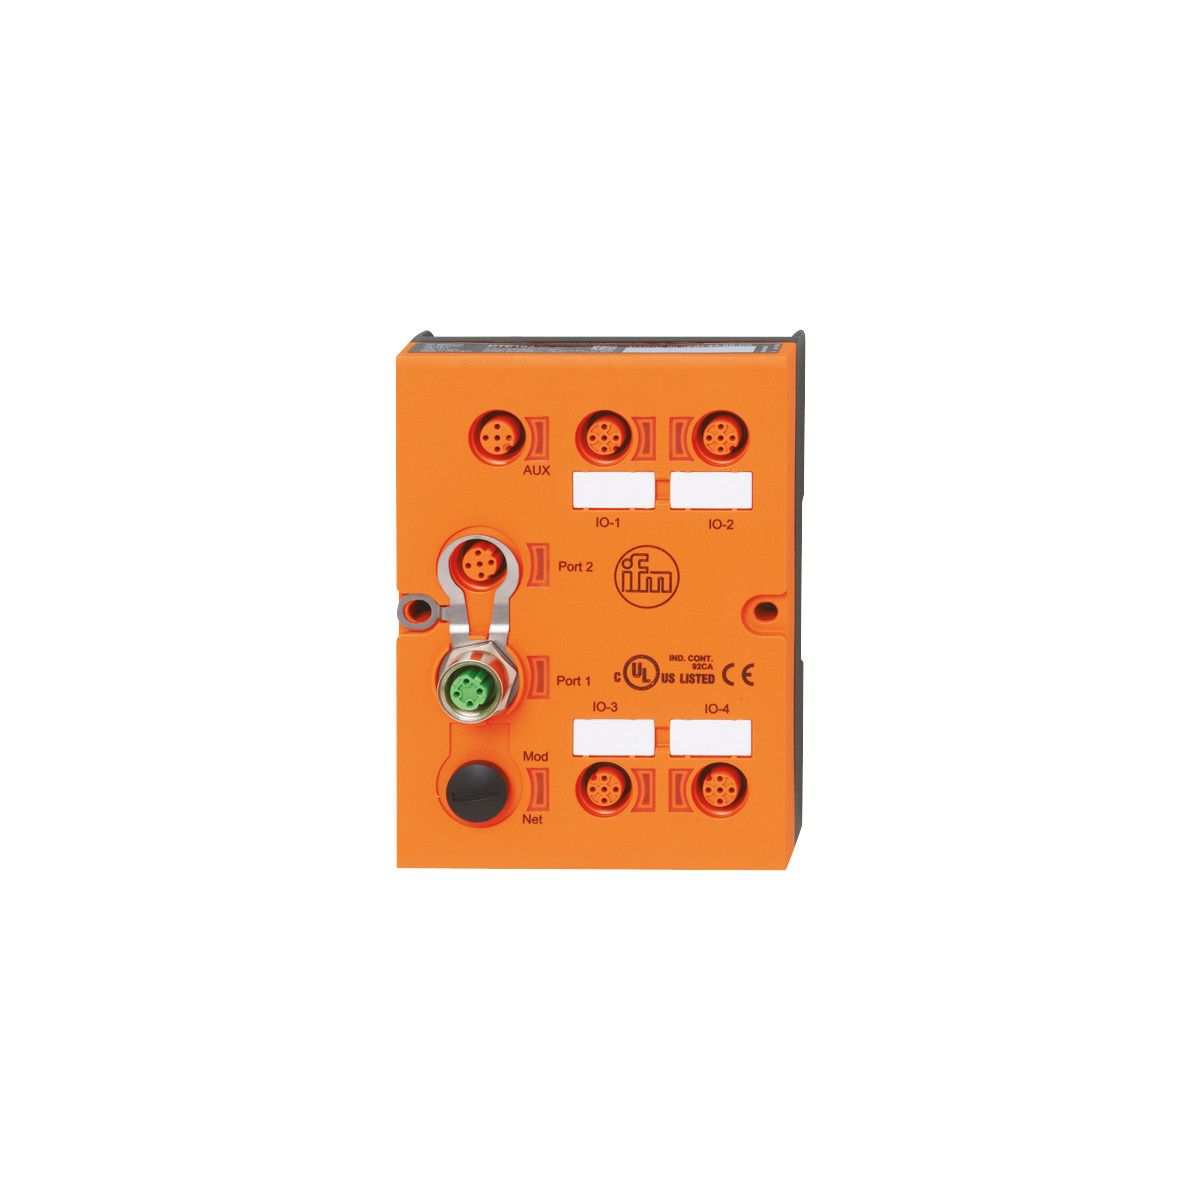 AUX
IO-1
IO-2
Port 2
ifm
IND. CONT.
92CA
C UL US LISTED CE
Port 1
IO-3
IO-4
Mod
Net